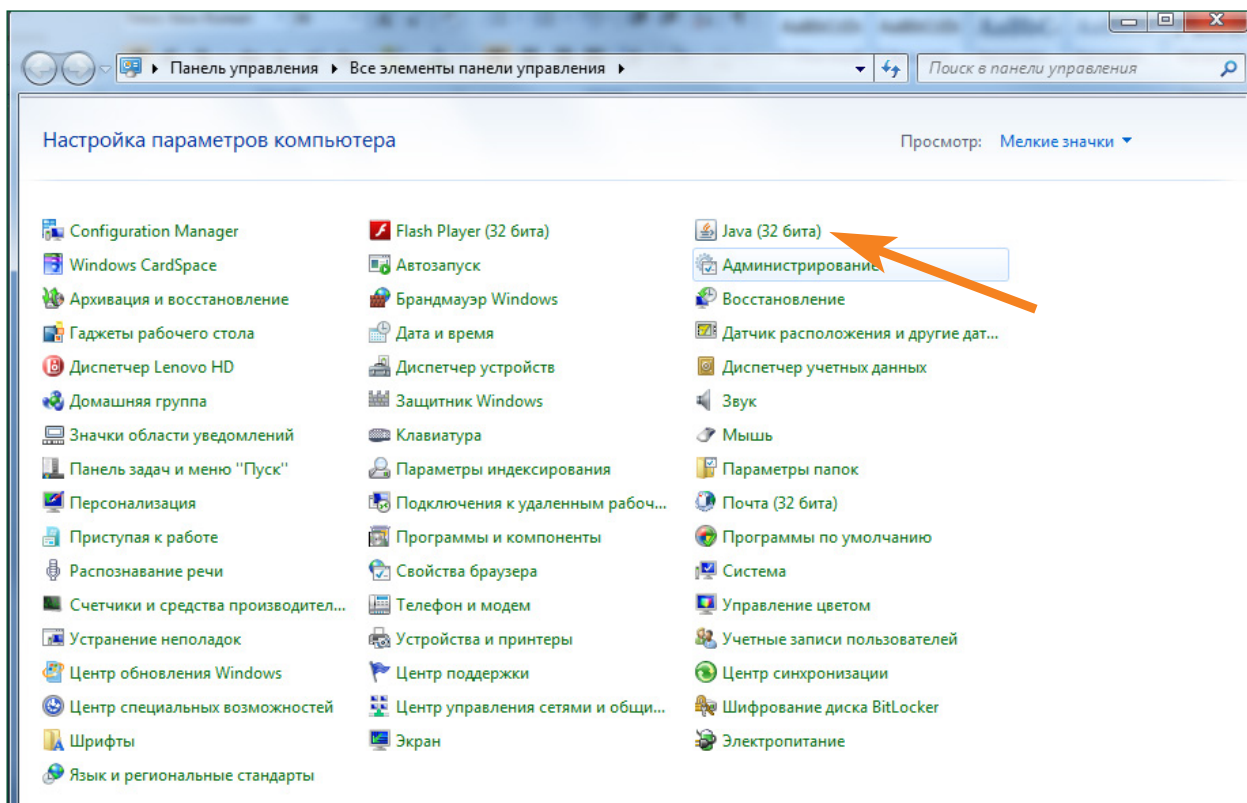 Панель управления ▸ Все элементы панели управления ▸
Поиск в панели управления
Настройка параметров компьютера
Просмотр: Мелкие значки
Configuration Manager
Flash Player (32 бита)
Java (32 бита)
Windows CardSpace
Автозапуск
Администрирование
Архивация и восстановление
Брандмауэр Windows
Восстановление
Гаджеты рабочего стола
Дата и время
Датчик расположения и другие дат...
Диспетчер Lenovo HD
Диспетчер устройств
Диспетчер учетных данных
Домашняя группа
Защитник Windows
Звук
Значки области уведомлений
Клавиатура
Мышь
Панель задач и меню "Пуск"
Параметры индексирования
Параметры папок
Персонализация
Подключения к удаленным рабоч...
Почта (32 бита)
Приступая к работе
Программы и компоненты
Программы по умолчанию
Распознавание речи
Свойства браузера
Система
Счетчики и средства производител...
Телефон и модем
Управление цветом
Устранение неполадок
Устройства и принтеры
Учетные записи пользователей
Центр обновления Windows
Центр поддержки
Центр синхронизации
Центр специальных возможностей
Центр управления сетями и общи...
Шифрование диска BitLocker
Шрифты
Экран
Электропитание
Язык и региональные стандарты